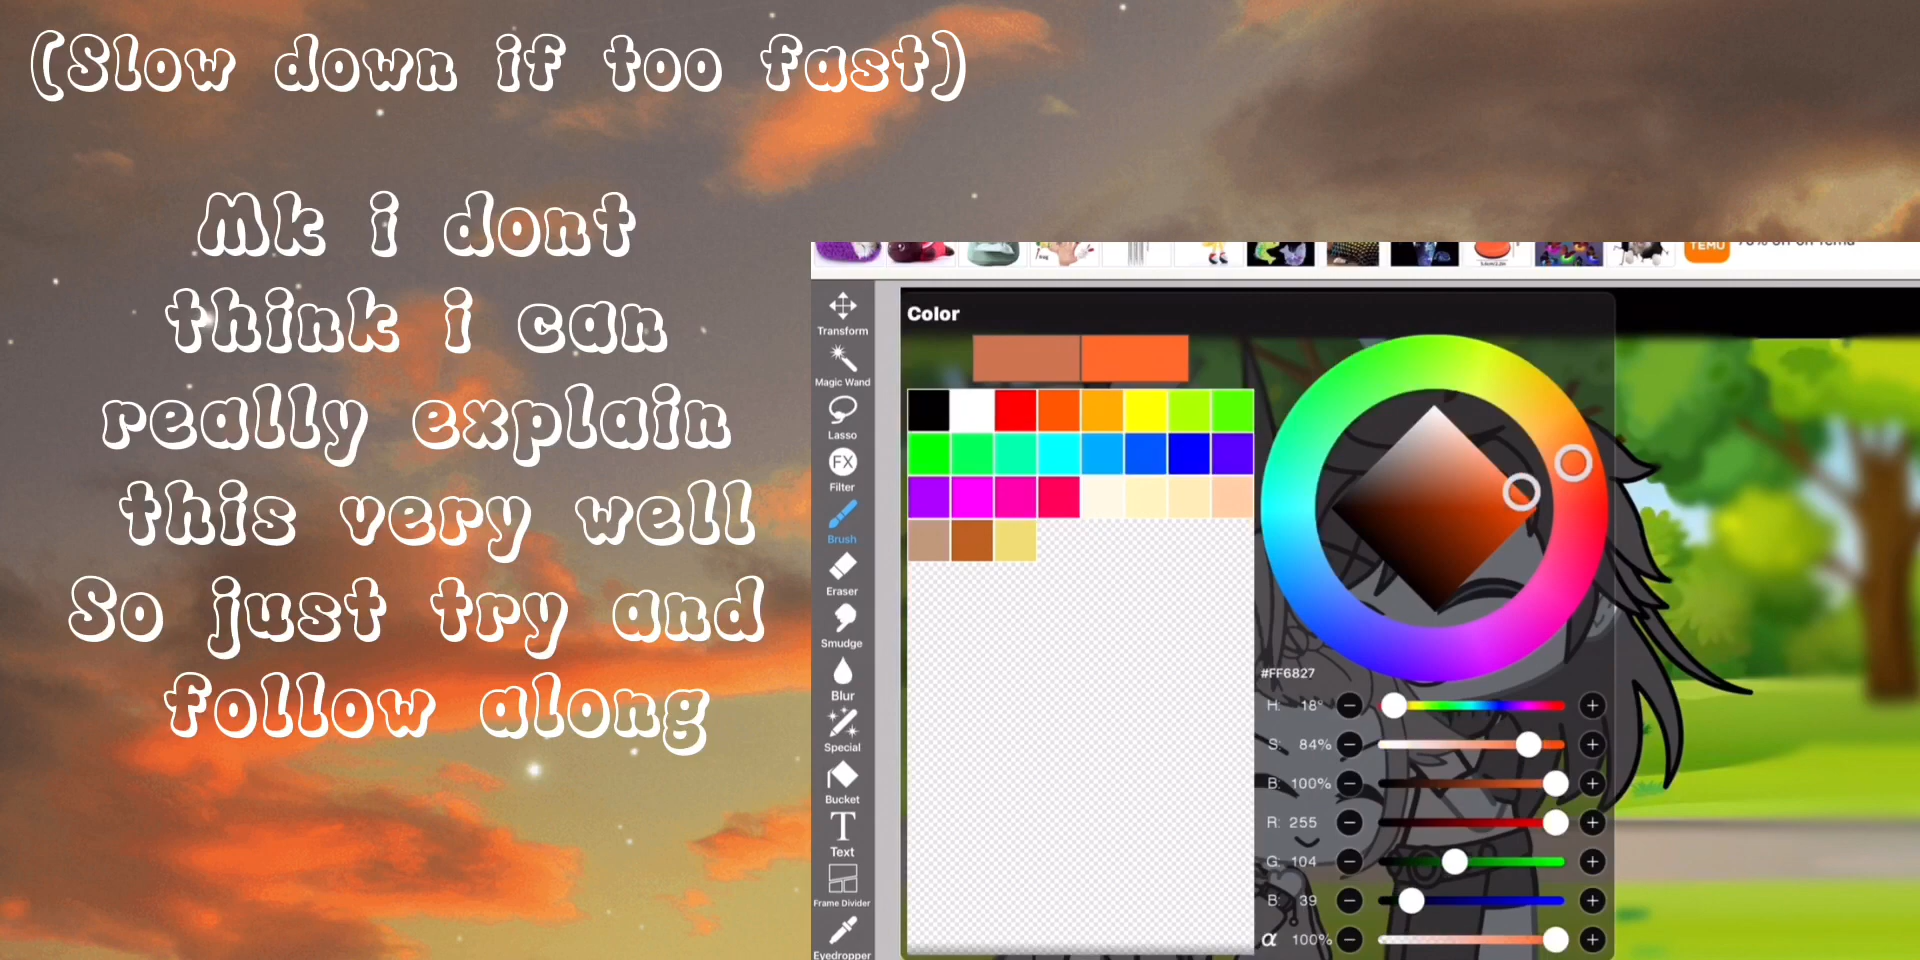 (Slow down if too fast)
Mk i dont
think i can
really explain
this very well
So just try and
follow along
TEMU
Color
Transform
Magic Wand
Lasso
FX
Filter
Brush
Eraser
Smudge
Blur
Special
Bucket
T
Text
Frame Divider
Eyedropper
#FF6827
H: 18°
S: 84%
B: 100%
R: 255
G: 104
B: 39
α 100%